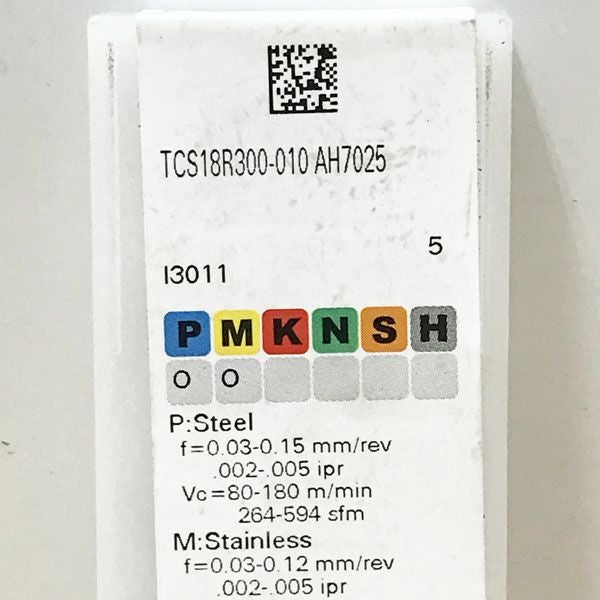 TCS18R300-010 AH7025
5
I3011
P M K N S H
O O
P:Steel
f=0.03-0.15 mm/rev
.002-.005 ipr
Vc=80-180 m/min
264-594 sfm
M:Stainless
f=0.03-0.12 mm/rev
.002-.005 ipr